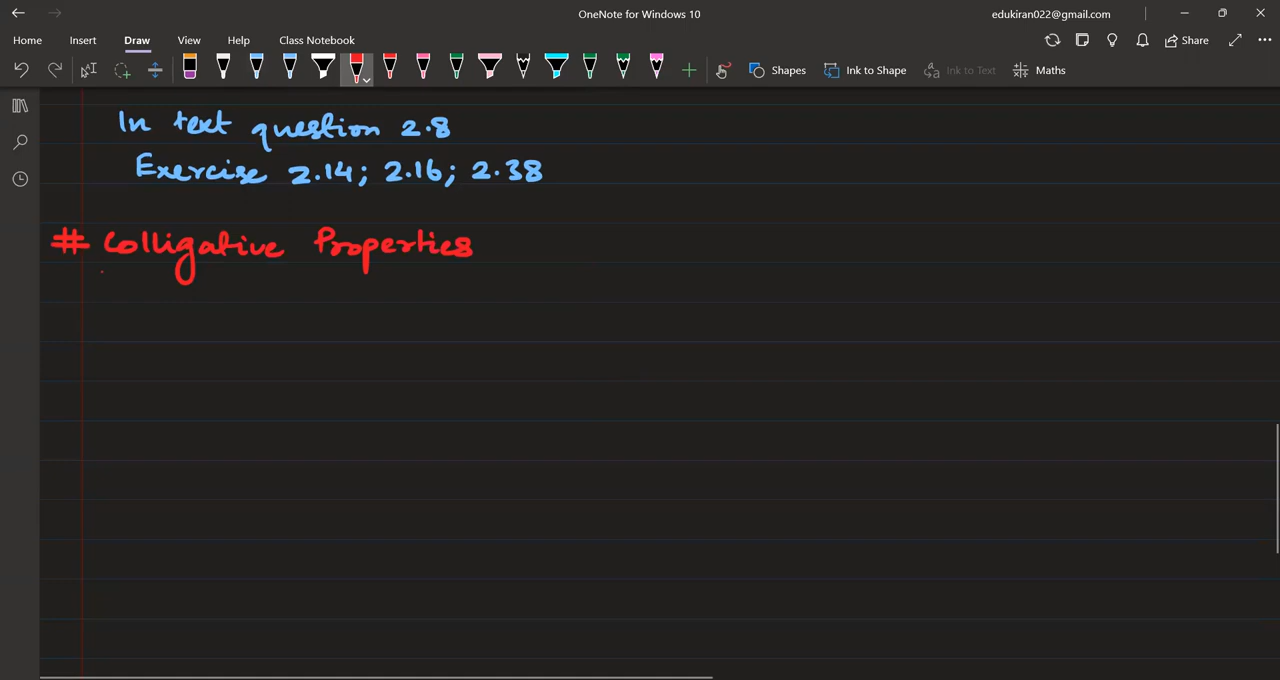 OneNote for Windows 10
edukiran022@gmail.com
Home Insert Draw View Help Class Notebook
Share
Shapes Ink to Shape Ink to Text Maths
In text question 2.8
Exercise 2.14; 2.16; 2.38
# Colligative Properties